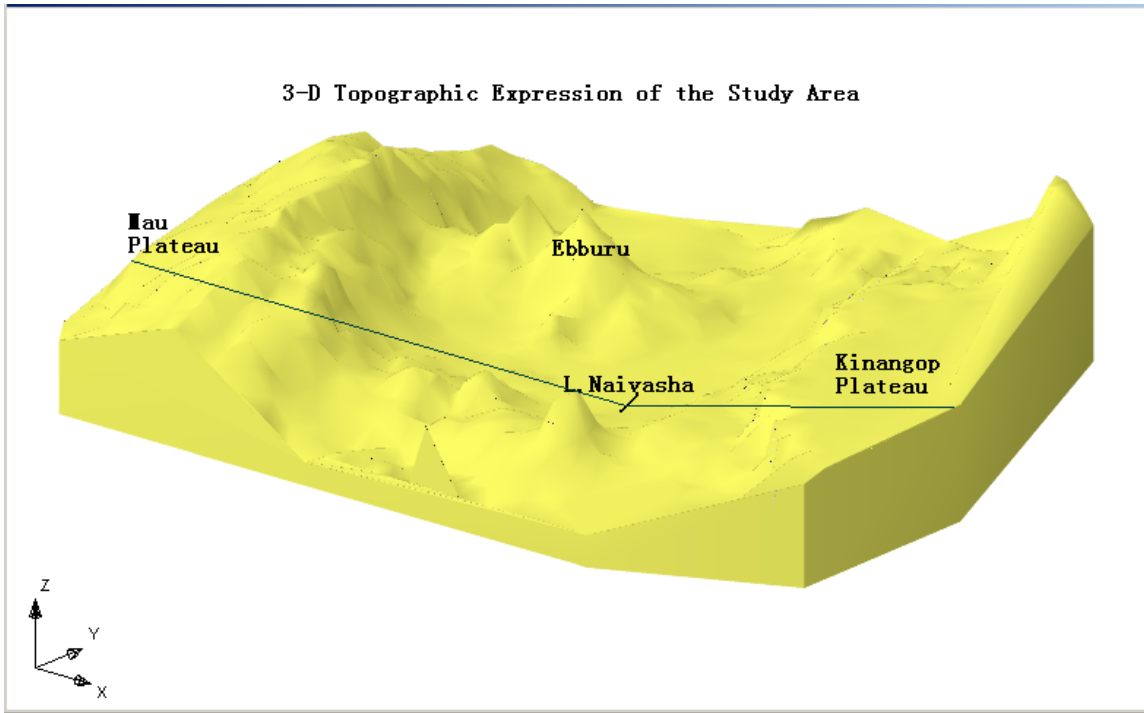 3-D Topographic Expression of the Study Area
Mau
Plateau
Ebburu
L.Naivasha
Kinangop
Plateau
Z
Y
X